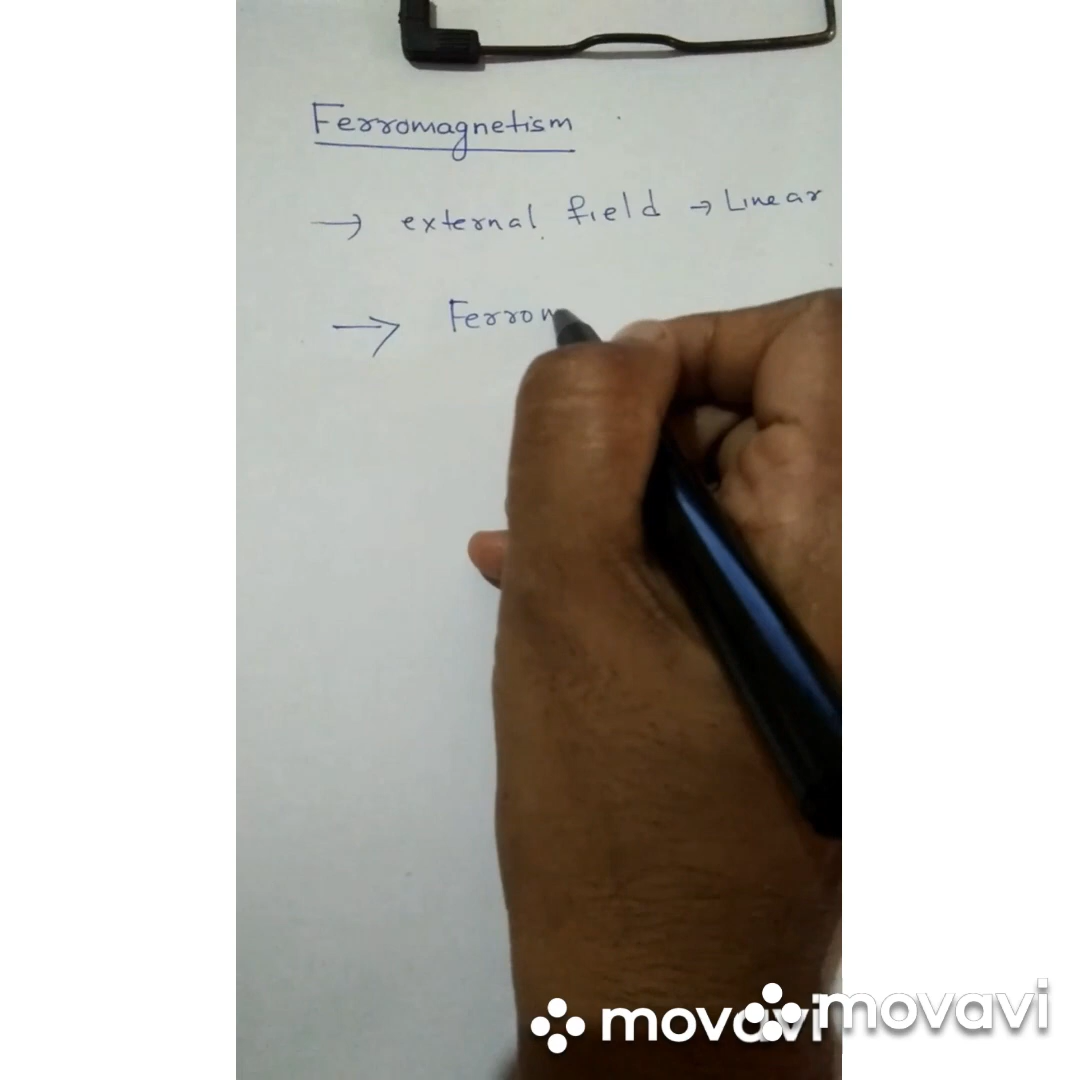 Ferromagnetism
→ external field → Linear
→ Ferrom
movavi movavi